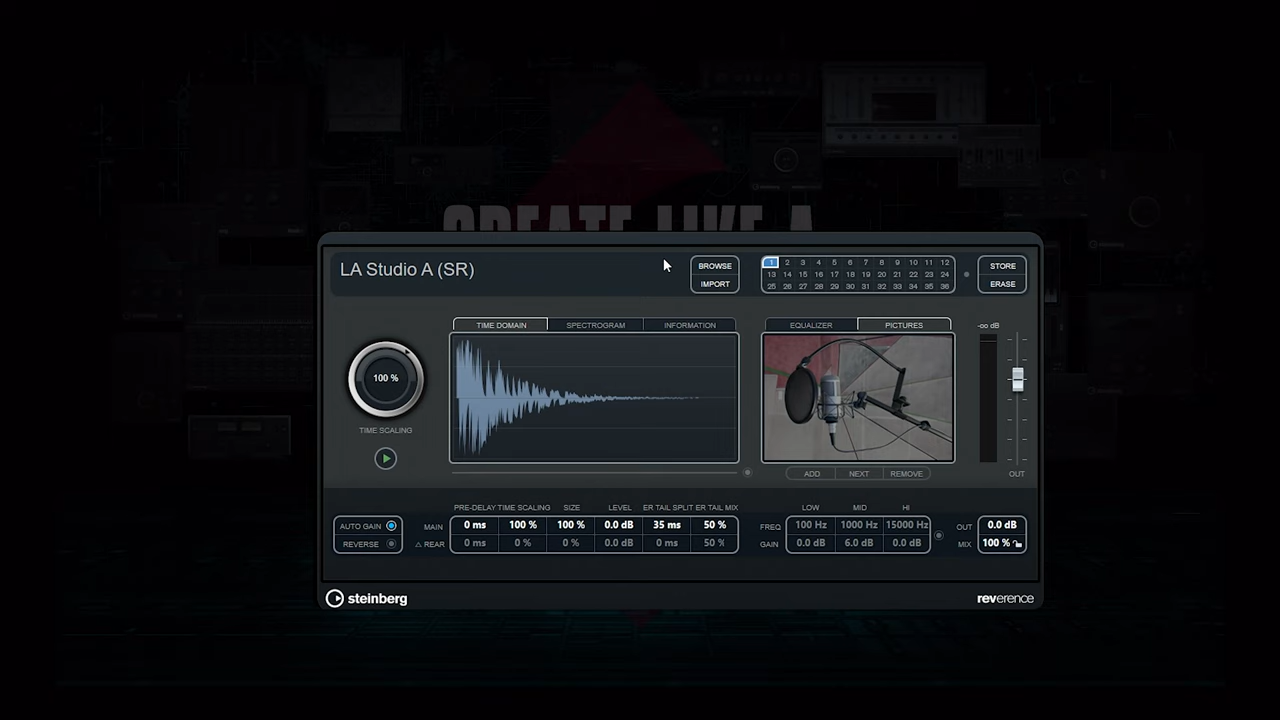 CREATE LIKE A
LA Studio A (SR)
BROWSE
IMPORT
1 2 3 4 5 6 7 8 9 10 11 12
13 14 15 16 17 18 19 20 21 22 23 24
25 26 27 28 29 30 31 32 33 34 35 36
STORE
ERASE
TIME DOMAIN SPECTROGRAM INFORMATION
EQUALIZER PICTURES
-oo dB
100 %
TIME SCALING
ADD NEXT REMOVE
OUT
PRE-DELAY TIME SCALING SIZE LEVEL ER TAIL SPLIT ER TAIL MIX
LOW MID HI
AUTO GAIN
REVERSE
MAIN 0 ms 100 % 100 % 0.0 dB 35 ms 50 %
△ REAR 0 ms 0 % 0 % 0.0 dB 0 ms 50 %
FREQ 100 Hz 1000 Hz 15000 Hz
GAIN 0.0 dB 6.0 dB 0.0 dB
OUT 0.0 dB
MIX 100 %
steinberg
reverence